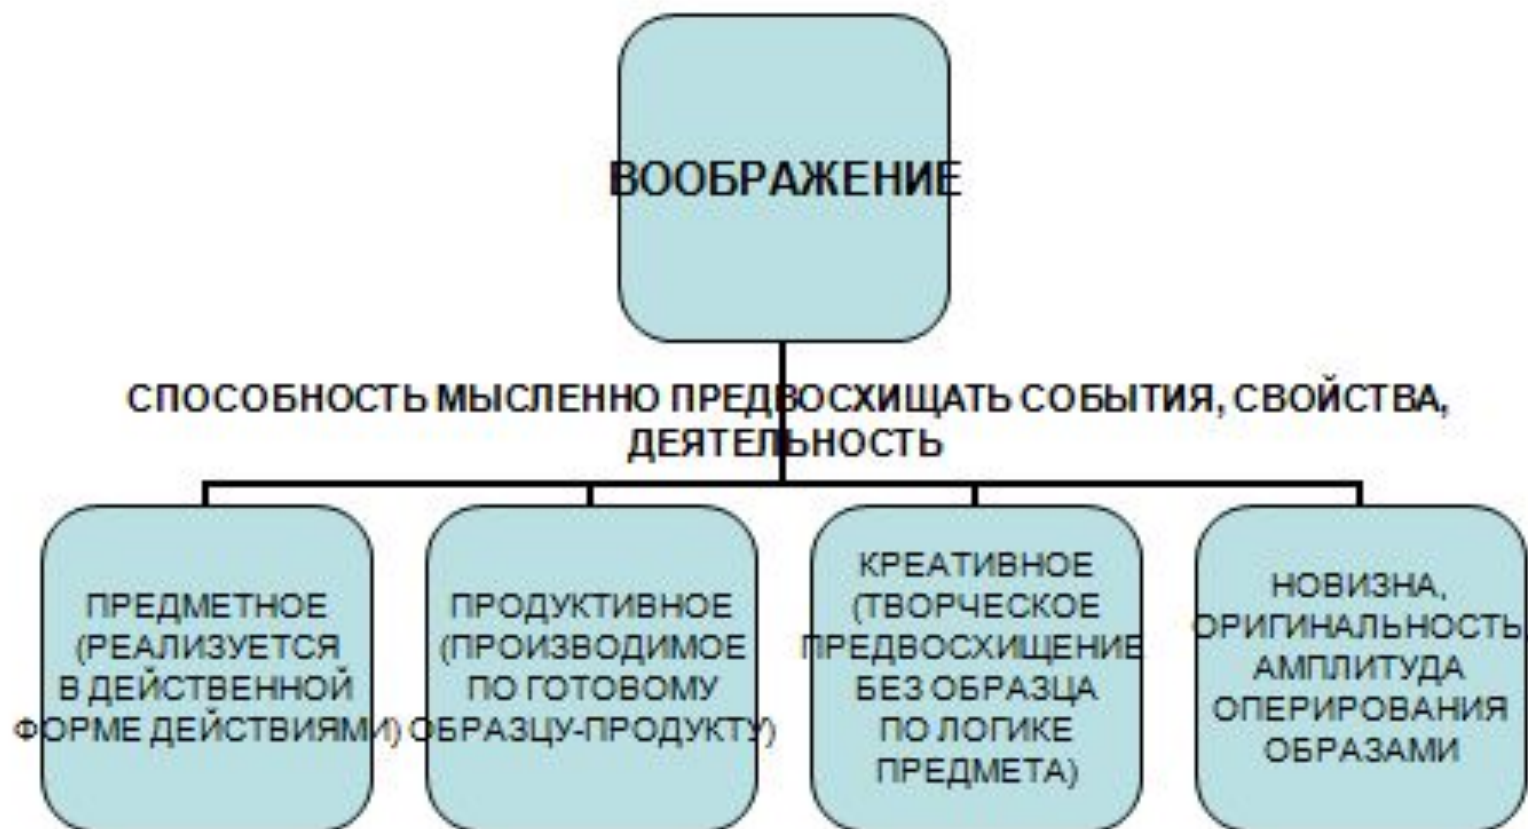 ВООБРАЖЕНИЕ
СПОСОБНОСТЬ МЫСЛЕННО ПРЕДВОСХИЩАТЬ СОБЫТИЯ, СВОЙСТВА,
ДЕЯТЕЛЬНОСТЬ
ПРЕДМЕТНОЕ
(РЕАЛИЗУЕТСЯ
В ДЕЙСТВЕННОЙ
ФОРМЕ ДЕЙСТВИЯМИ)
ПРОДУКТИВНОЕ
(ПРОИЗВОДИМОЕ
ПО ГОТОВОМУ
ОБРАЗЦУ-ПРОДУКТУ)
КРЕАТИВНОЕ
(ТВОРЧЕСКОЕ
ПРЕДВОСХИЩЕНИЕ
БЕЗ ОБРАЗЦА
ПО ЛОГИКЕ
ПРЕДМЕТА)
НОВИЗНА,
ОРИГИНАЛЬНОСТЬ
АМПЛИТУДА
ОПЕРИРОВАНИЯ
ОБРАЗАМИ